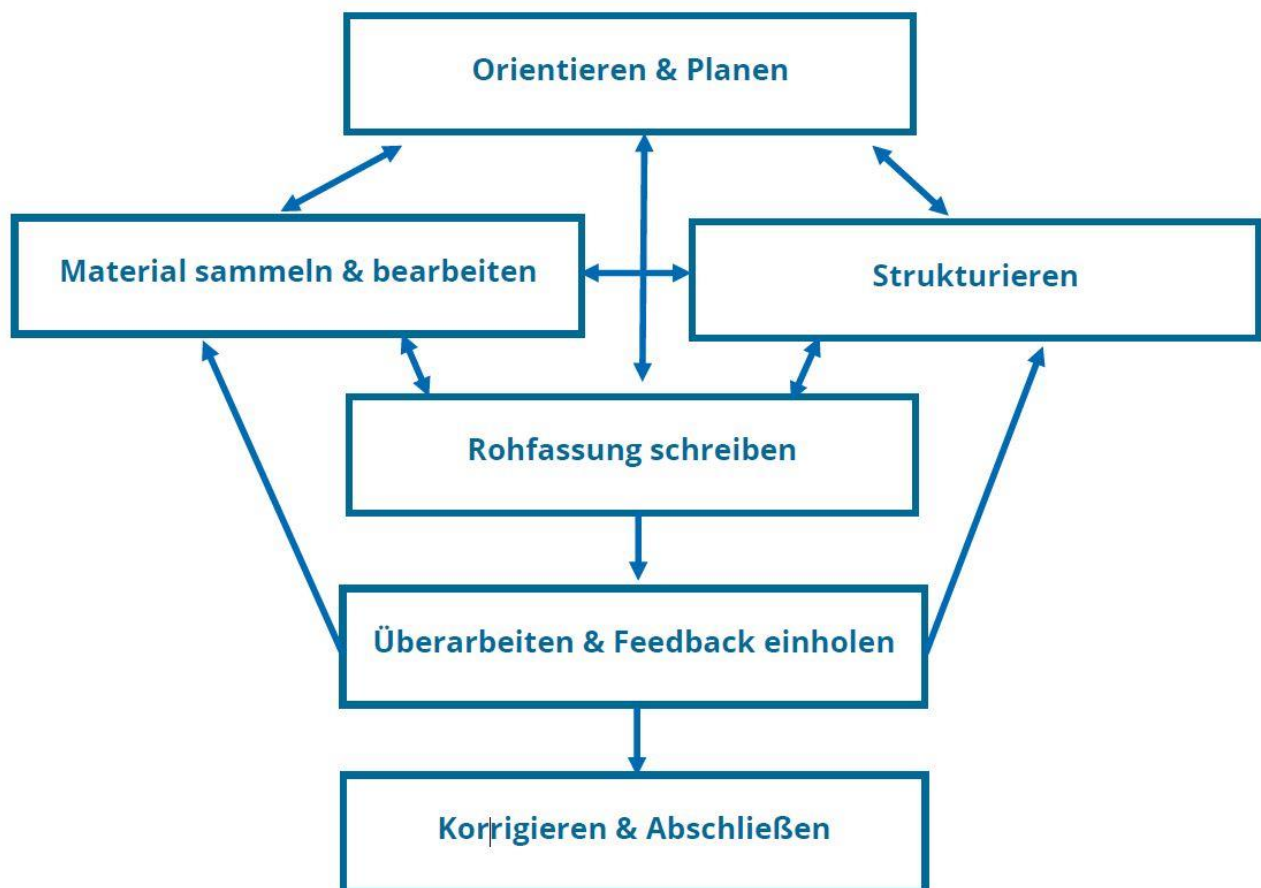 Orientieren & Planen
Material sammeln & bearbeiten
Strukturieren
Rohfassung schreiben
Überarbeiten & Feedback einholen
Korrigieren & Abschließen